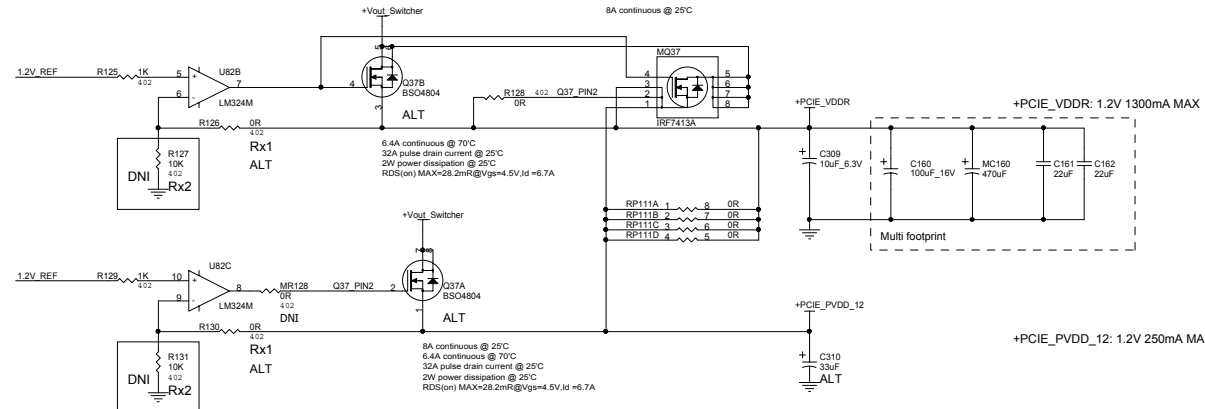 +Vout_Switcher
8A continuous @ 25'C
1.2V_REF
R125 1K
402
U82B
5
6
7
LM324M
5
6
4
3
Q37B
BSO4804
ALT
MQ37
4
3
2
1
5
6
7
8
IRF7413A
R128 402 Q37_PIN2
0R
R126 0R
402
Rx1
ALT
R127
10K
402
DNI
Rx2
6.4A continuous @ 70'C
32A pulse drain current @ 25'C
2W power dissipation @ 25'C
RDS(on) MAX=28.2mR@Vgs=4.5V,Id =6.7A
+PCIE_VDDR
+PCIE_VDDR: 1.2V 1300mA MAX
C309
10uF_6.3V
C160
100uF_16V
MC160
470uF
C161
22uF
C162
22uF
Multi footprint
RP111A 1 8 0R
RP111B 2 7 0R
RP111C 3 6 0R
RP111D 4 5 0R
+Vout_Switcher
1.2V_REF
R129 1K
402
U82C
10
9
8
LM324M
MR128 Q37_PIN2
0R
402
DNI
7
8
2
1
Q37A
BSO4804
ALT
R130 0R
402
Rx1
ALT
R131
10K
402
DNI
Rx2
8A continuous @ 25'C
6.4A continuous @ 70'C
32A pulse drain current @ 25'C
2W power dissipation @ 25'C
RDS(on) MAX=28.2mR@Vgs=4.5V,Id =6.7A
+PCIE_PVDD_12
+PCIE_PVDD_12: 1.2V 250mA MA
C310
33uF
ALT